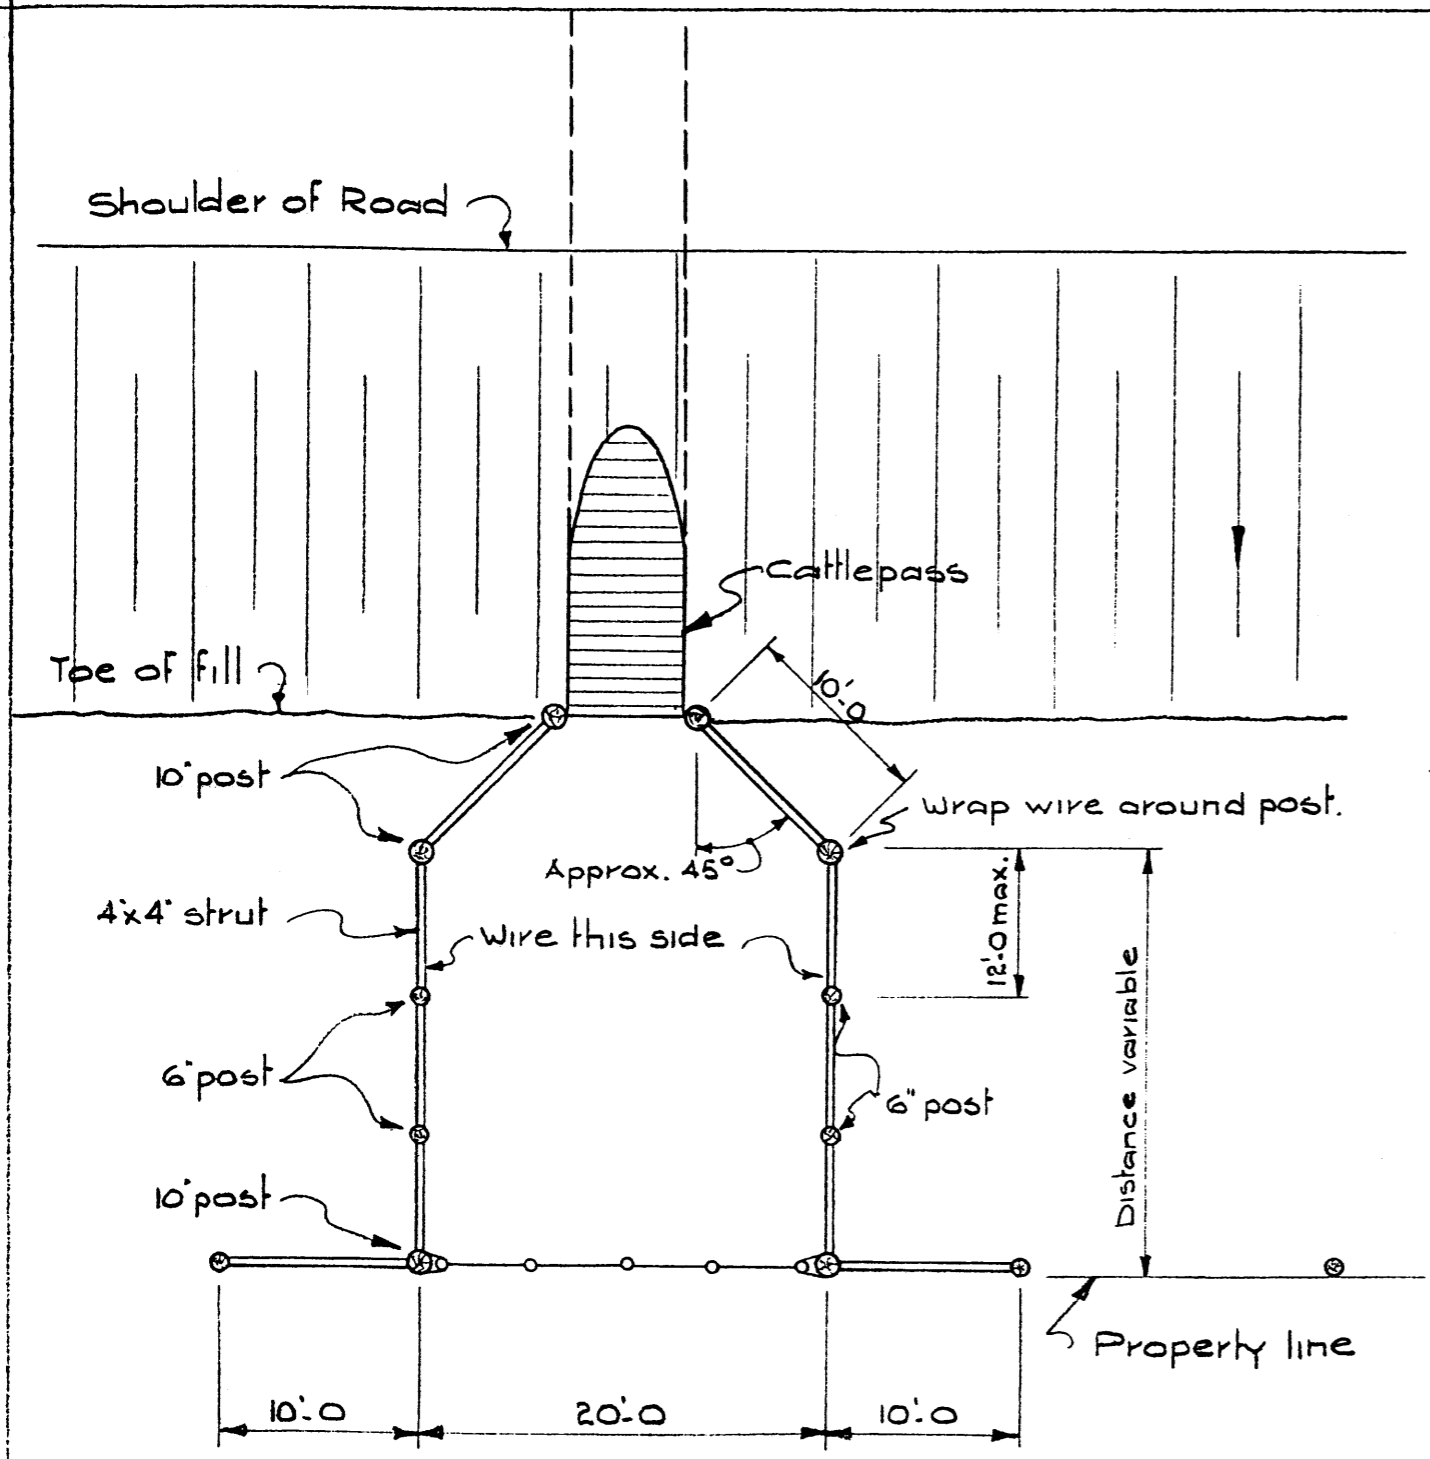 Shoulder of Road
Cattlepass
Toe of fill
10'-0
10" post
Wrap wire around post.
Approx. 45°
12'-0 max.
4"x4" strut
Wire this side
Distance variable
6" post
6" post
10" post
Property line
10'-0
20'-0
10'-0